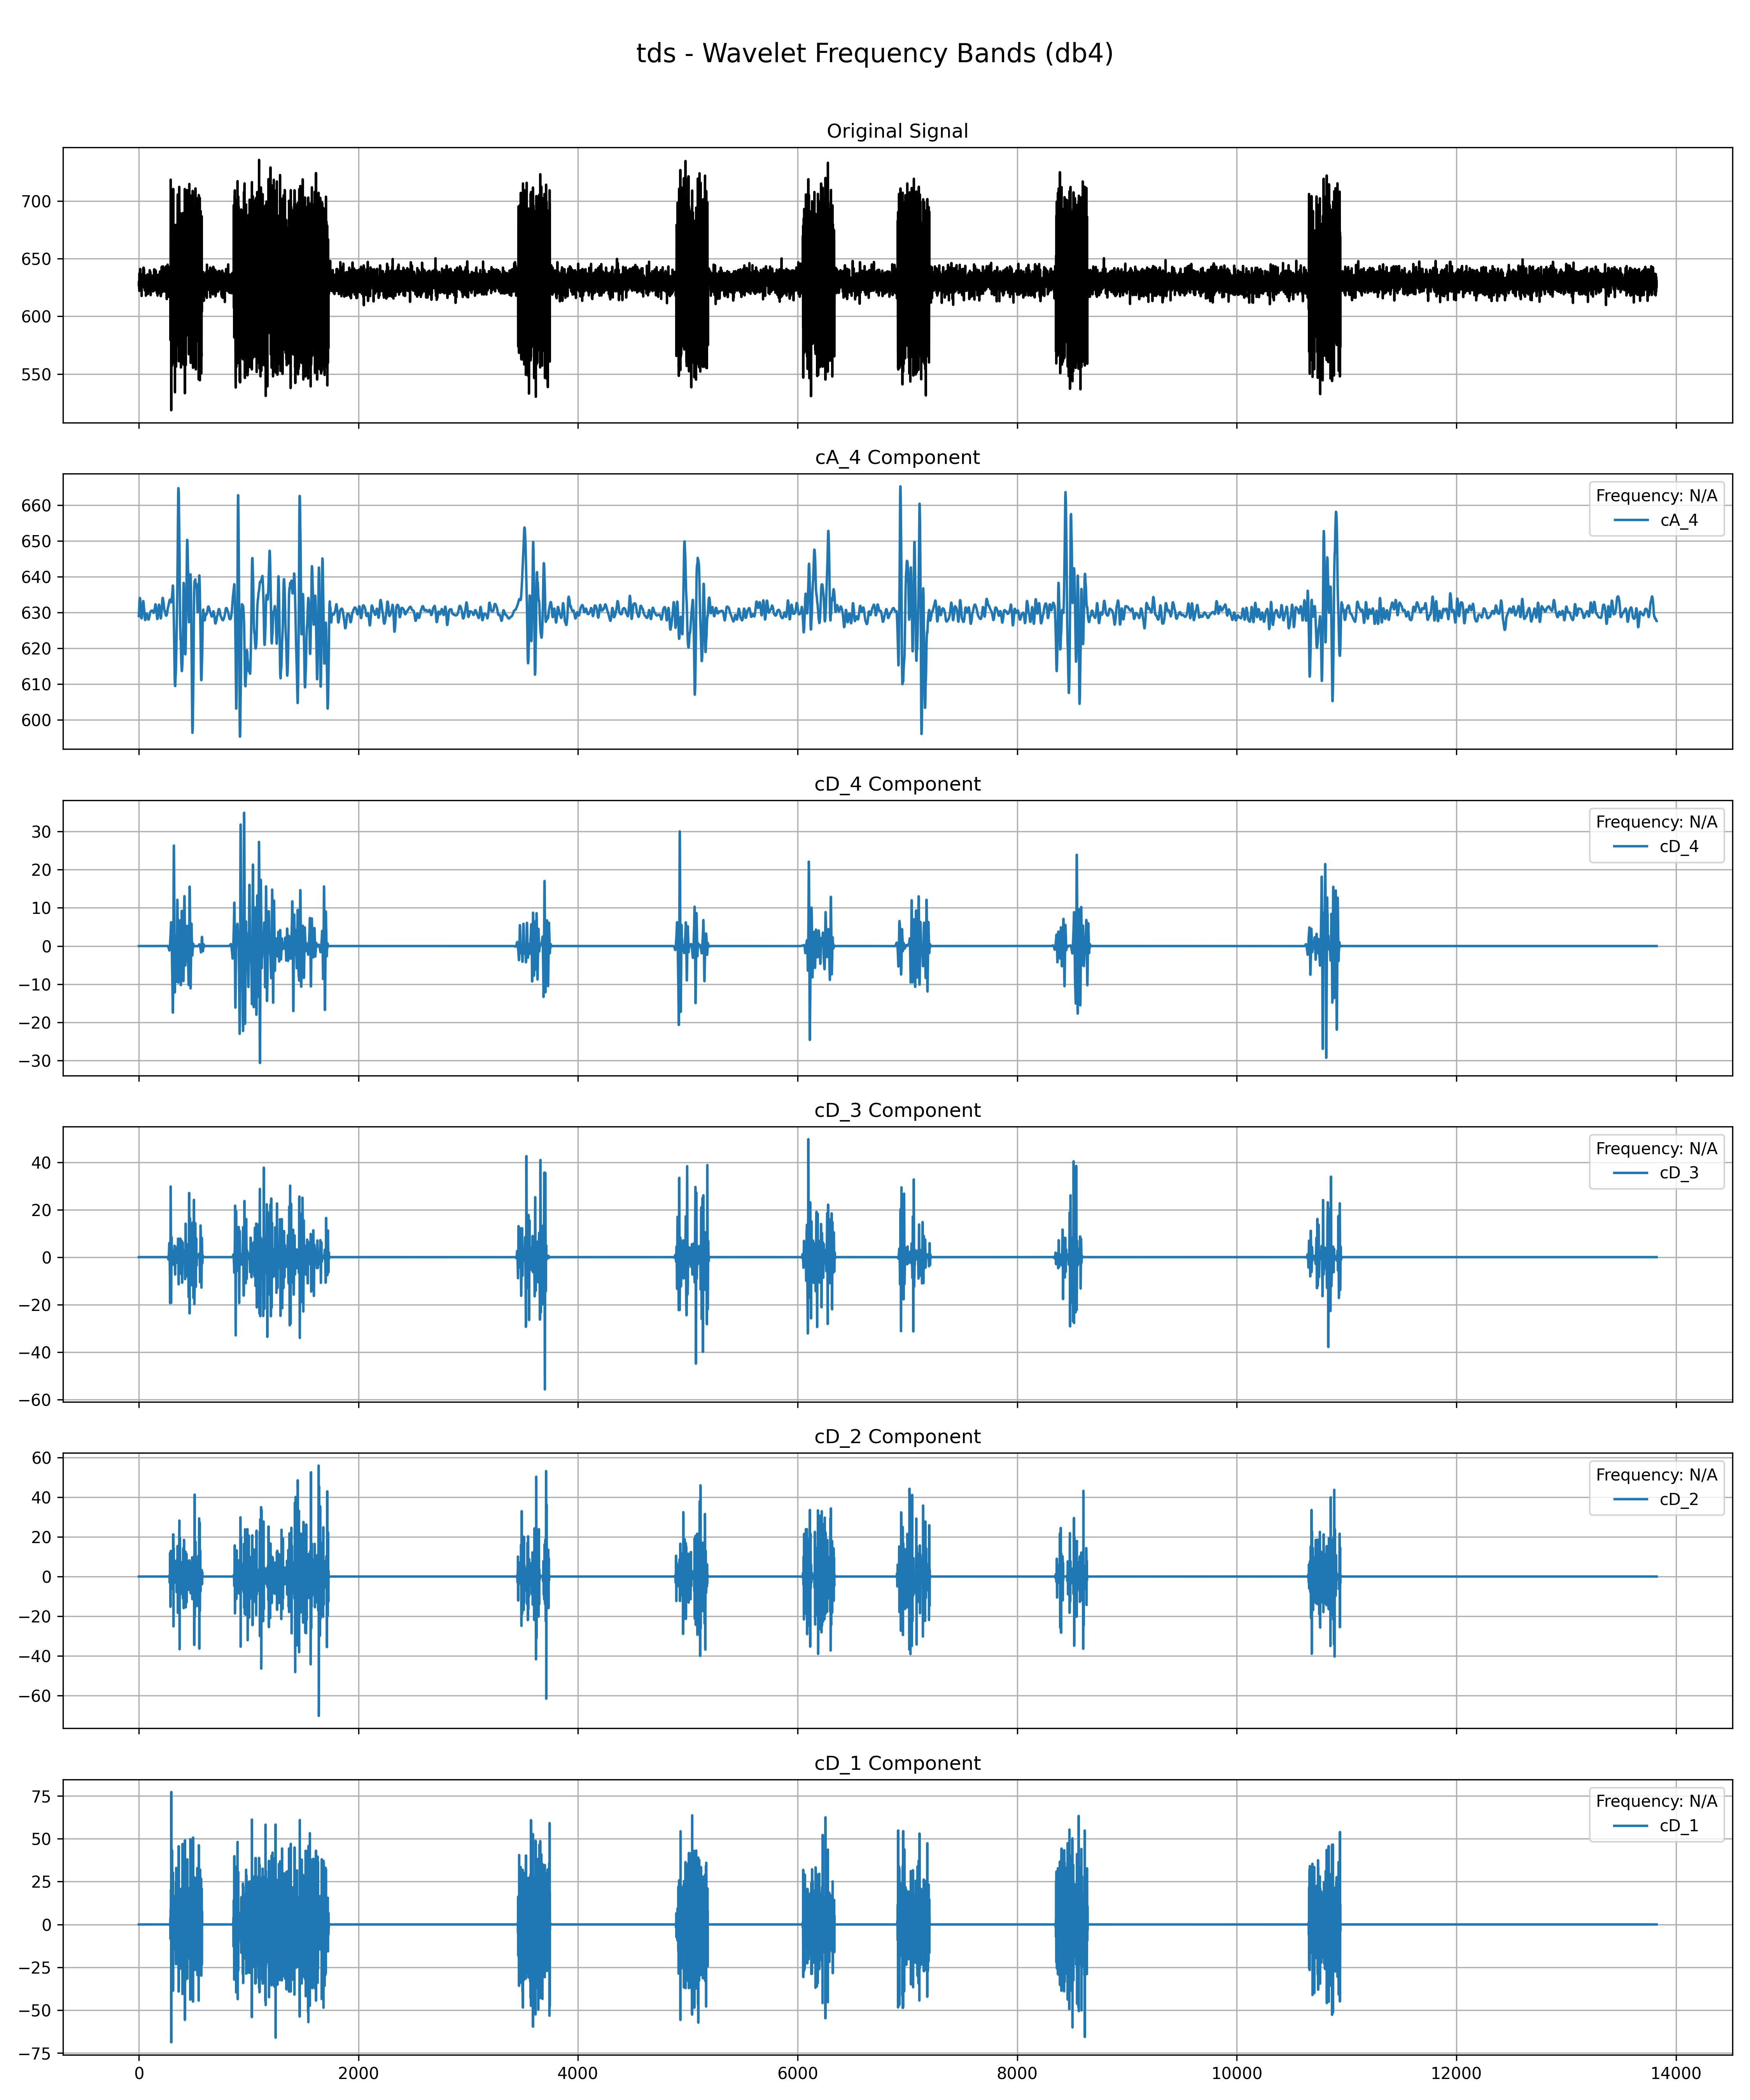 tds - Wavelet Frequency Bands (db4)
Original Signal
700
650
600
550
cA_4 Component
660
650
640
630
620
610
600
Frequency: N/A
cA_4
cD_4 Component
30
20
10
0
−10
−20
−30
Frequency: N/A
cD_4
cD_3 Component
40
20
0
−20
−40
−60
Frequency: N/A
cD_3
cD_2 Component
60
40
20
0
−20
−40
−60
Frequency: N/A
cD_2
cD_1 Component
75
50
25
0
−25
−50
−75
Frequency: N/A
cD_1
0 2000 4000 6000 8000 10000 12000 14000